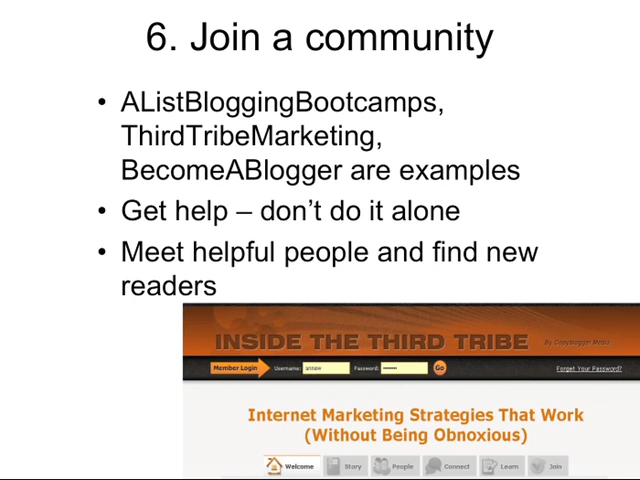 6. Join a community
• AListBloggingBootcamps,
ThirdTribeMarketing,
BecomeABlogger are examples
• Get help – don't do it alone
• Meet helpful people and find new
readers
INSIDE THE THIRD TRIBE By Copyblogger Media
Member Login Username: annew Password: •••••••• Go Forget Your Password?
Internet Marketing Strategies That Work
(Without Being Obnoxious)
Welcome Story People Connect Learn Join